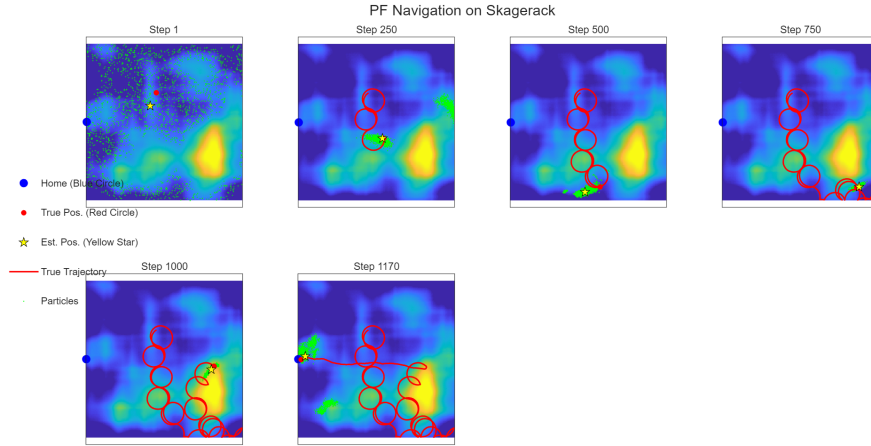 PF Navigation on Skagerack
Step 1
Step 250
Step 500
Step 750
Home (Blue Circle)
True Pos. (Red Circle)
Est. Pos. (Yellow Star)
True Trajectory
Particles
Step 1000
Step 1170